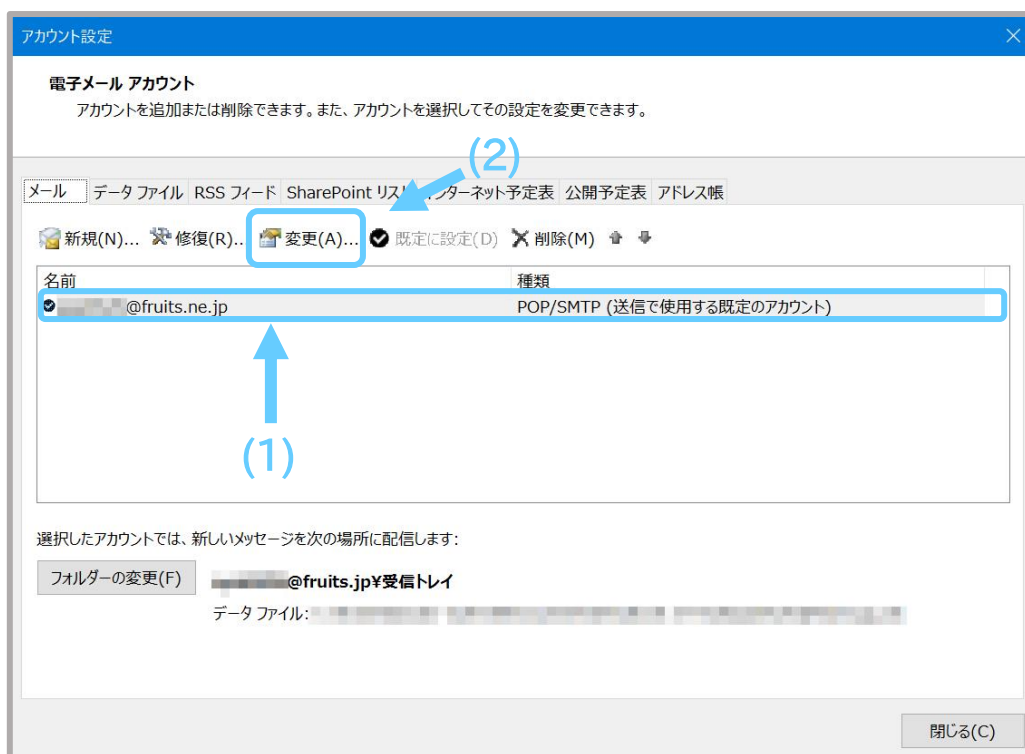 アカウント設定
電子メール アカウント
アカウントを追加または削除できます。また、アカウントを選択してその設定を変更できます。
(2)
メール データ ファイル RSS フィード SharePoint リス ターネット予定表 公開予定表 アドレス帳
新規(N)... 修復(R)... 変更(A)... 既定に設定(D) 削除(M)
名前 種類
@fruits.ne.jp POP/SMTP (送信で使用する既定のアカウント)
(1)
選択したアカウントでは、新しいメッセージを次の場所に配信します:
フォルダーの変更(F) @fruits.jp¥受信トレイ
データ ファイル:
閉じる(C)